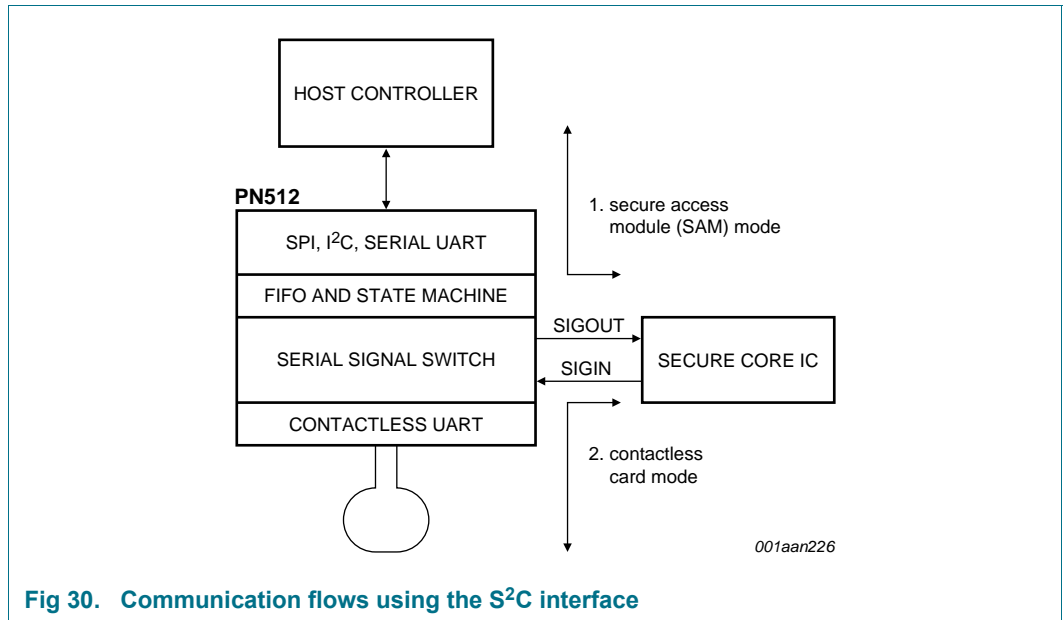 HOST CONTROLLER
PN512
SPI, I²C, SERIAL UART
FIFO AND STATE MACHINE
SERIAL SIGNAL SWITCH
CONTACTLESS UART
SIGOUT
SIGIN
SECURE CORE IC
1. secure access
module (SAM) mode
2. contactless
card mode
001aan226
Fig 30. Communication flows using the S²C interface